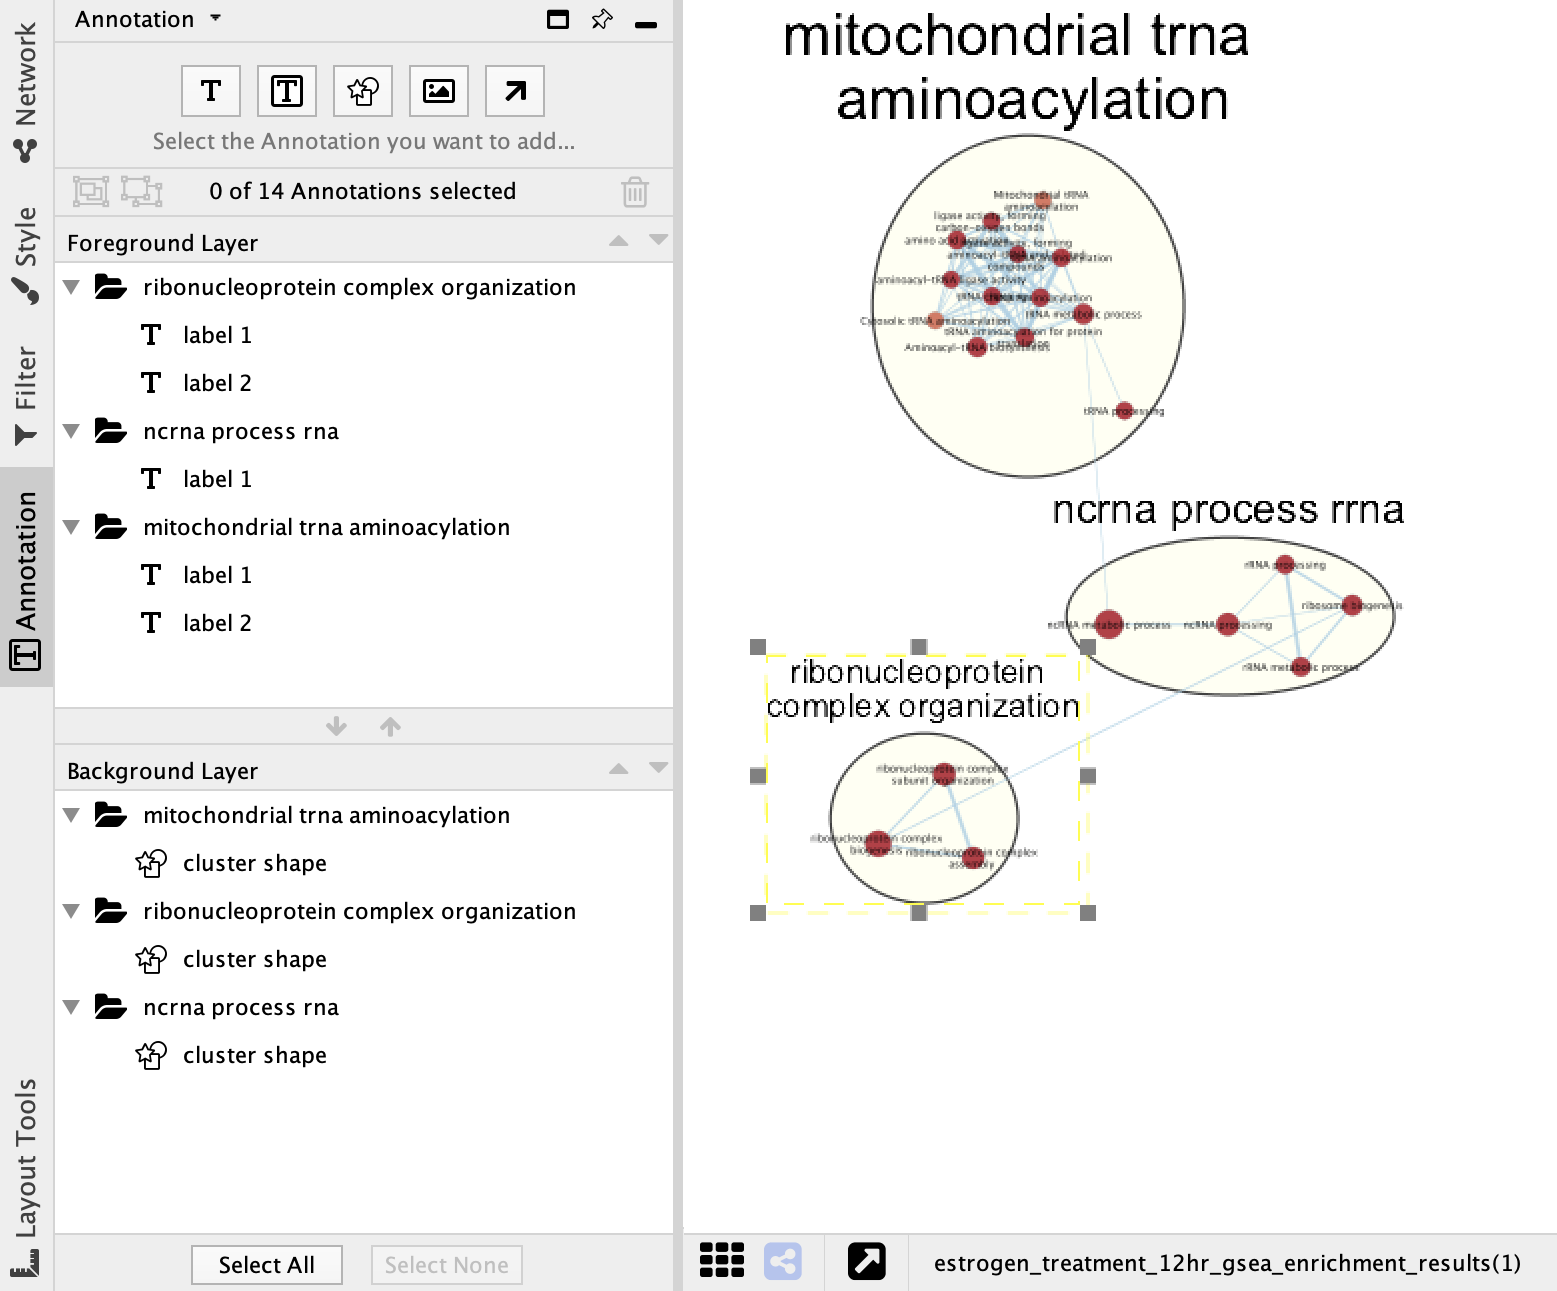 Network
Style
Filter
Annotation
Layout Tools
Annotation
Select the Annotation you want to add...
0 of 14 Annotations selected
Foreground Layer
ribonucleoprotein complex organization
label 1
label 2
ncrna process rna
label 1
mitochondrial trna aminoacylation
label 1
label 2
Background Layer
mitochondrial trna aminoacylation
cluster shape
ribonucleoprotein complex organization
cluster shape
ncrna process rna
cluster shape
Select All
Select None
mitochondrial trna
aminoacylation
Mitochondrial tRNA
aminoacylation
ligase activity, forming
carbon-oxygen bonds
forming
compounds
aminoacyl-tRNA ligase activity
tRNA metabolic process
Cytosolic tRNA aminoacylation
tRNA aminoacylation for protein
translation
Aminoacyl-tRNA biosynthesis
tRNA processing
ncrna process rrna
rRNA processing
ribosome biogenesis
ncRNA metabolic process
ncRNA processing
rRNA metabolic process
ribonucleoprotein
complex organization
ribonucleoprotein complex
subunit organization
ribonucleoprotein complex
biogenesis
ribonucleoprotein complex
assembly
estrogen_treatment_12hr_gsea_enrichment_results(1)